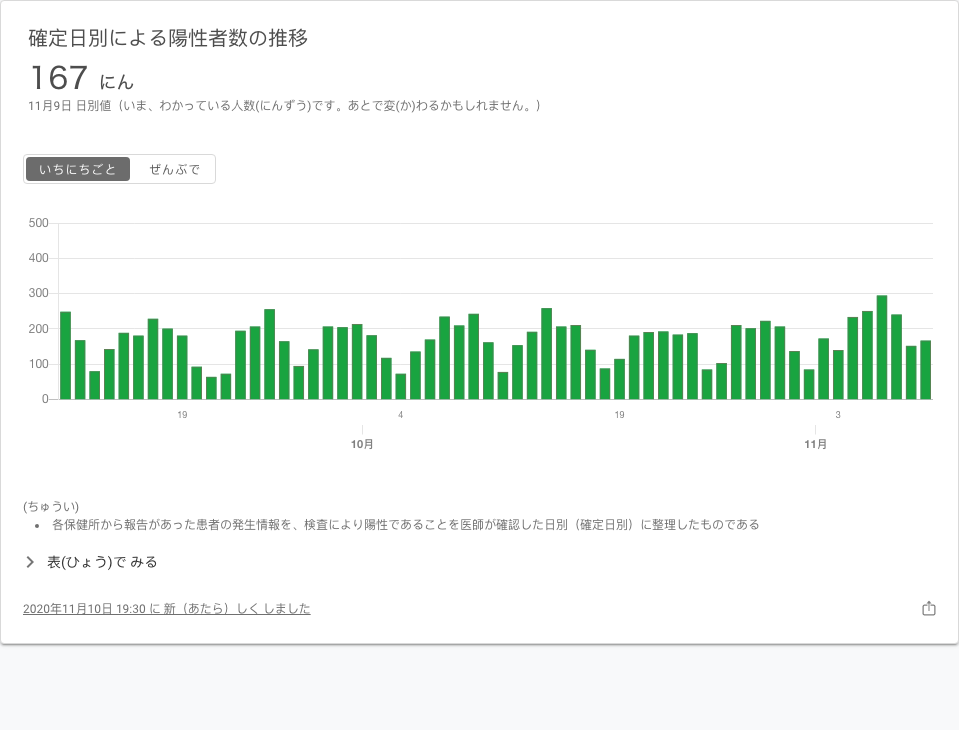 確定日別による陽性者数の推移
167 にん
11月9日 日別値（いま、わかっている人数(にんずう)です。あとで変(か)わるかもしれません。）
いちにちごと ぜんぶで
500
400
300
200
100
0
19 4 19 3
10月 11月
(ちゅうい)
• 各保健所から報告があった患者の発生情報を、検査により陽性であることを医師が確認した日別（確定日別）に整理したものである
表(ひょう)で みる
2020年11月10日 19:30 に 新（あたら）しく しました